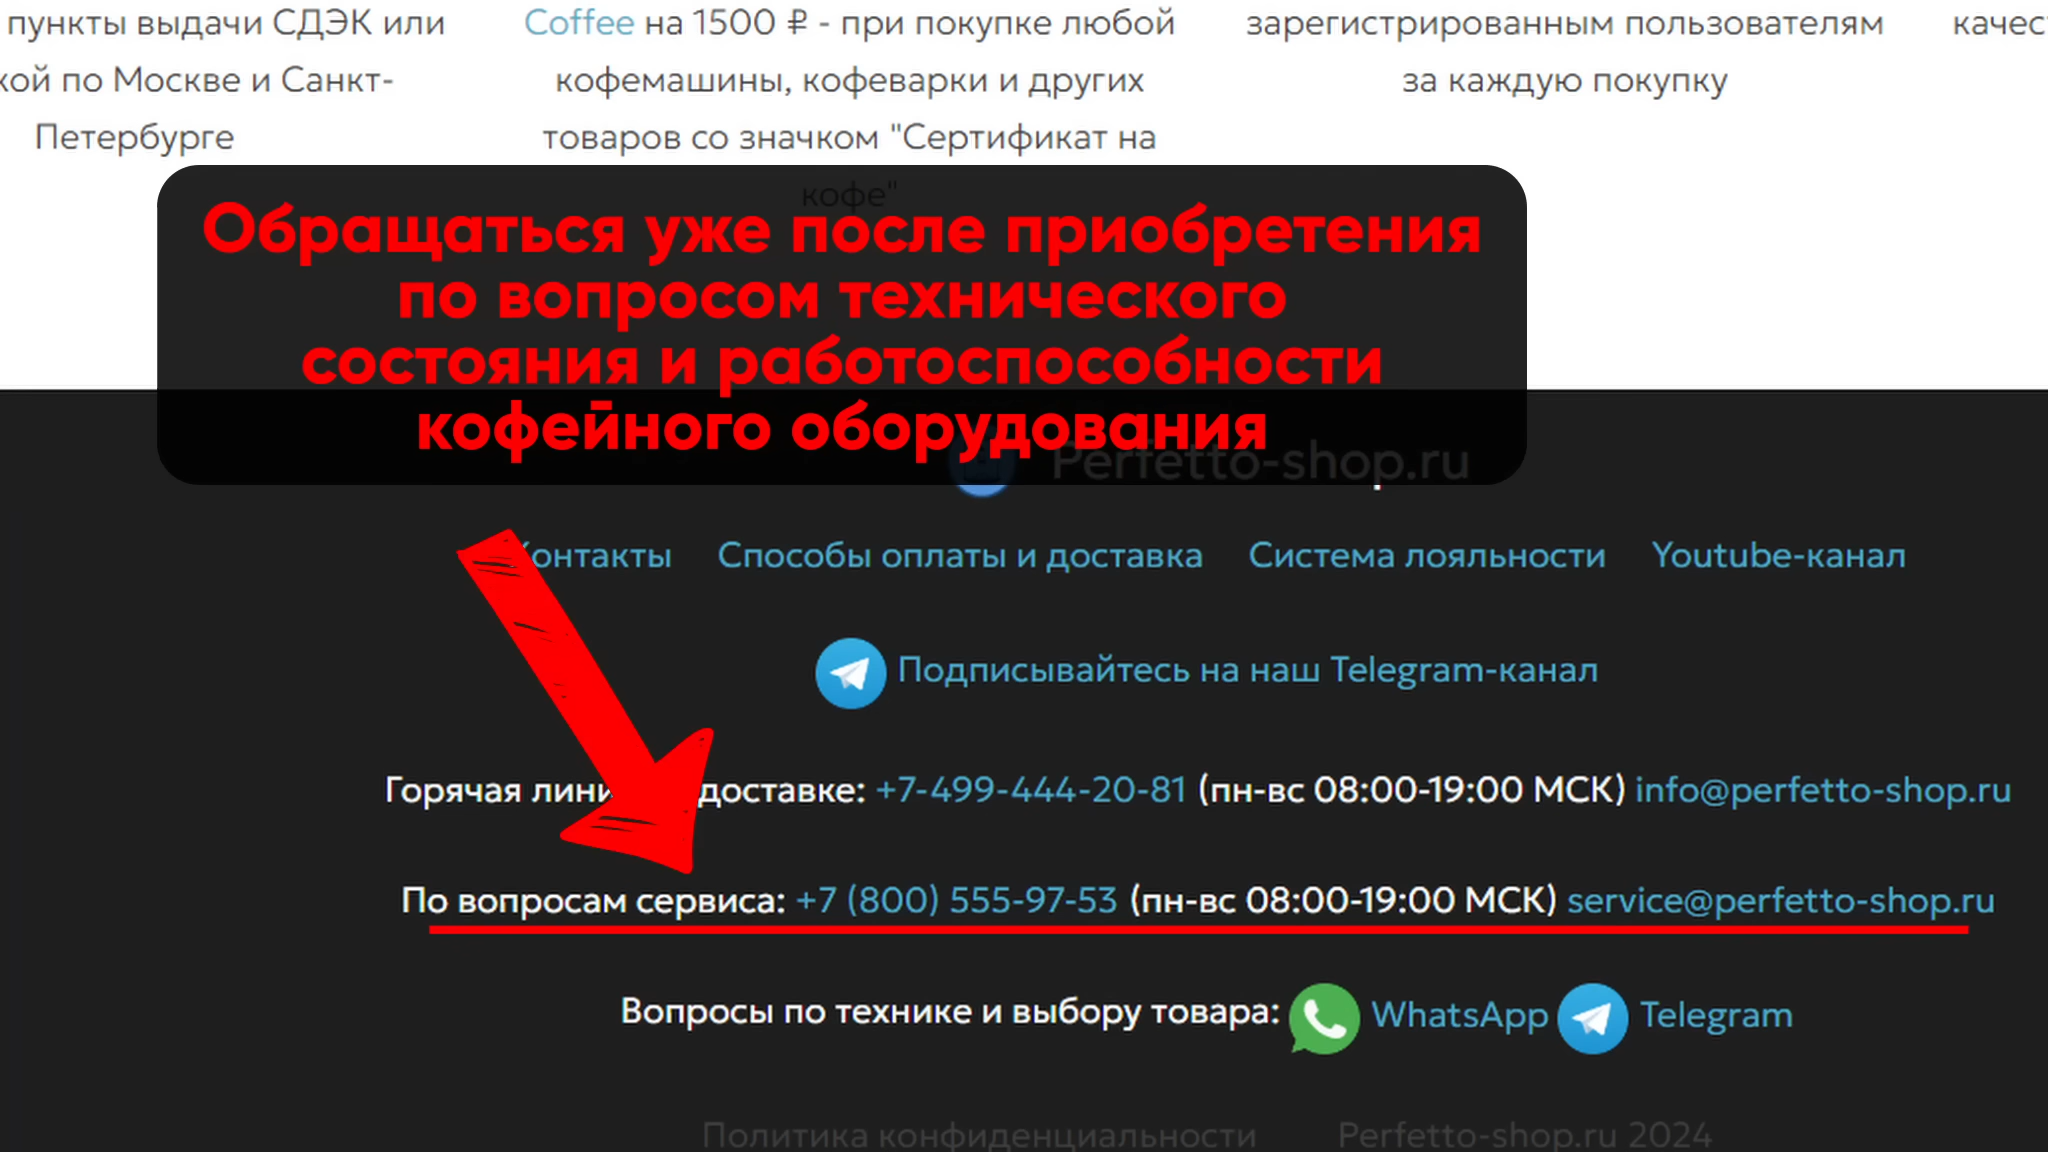 пункты выдачи СДЭК или
кой по Москве и Санкт-
Петербурге
Coffee на 1500 ₽ - при покупке любой
кофемашины, кофеварки и других
товаров со значком "Сертификат на
кофе"
зарегистрированным пользователям
за каждую покупку
качес
Обращаться уже после приобретения
по вопросом технического
состояния и работоспособности
кофейного оборудования
Perfetto-shop.ru
Контакты Способы оплаты и доставка Система лояльности Youtube-канал
Подписывайтесь на наш Telegram-канал
Горячая лини доставке: +7-499-444-20-81 (пн-вс 08:00-19:00 МСК) info@perfetto-shop.ru
По вопросам сервиса: +7 (800) 555-97-53 (пн-вс 08:00-19:00 МСК) service@perfetto-shop.ru
Вопросы по технике и выбору товара: WhatsApp Telegram
Политика конфиденциальности Perfetto-shop.ru 2024